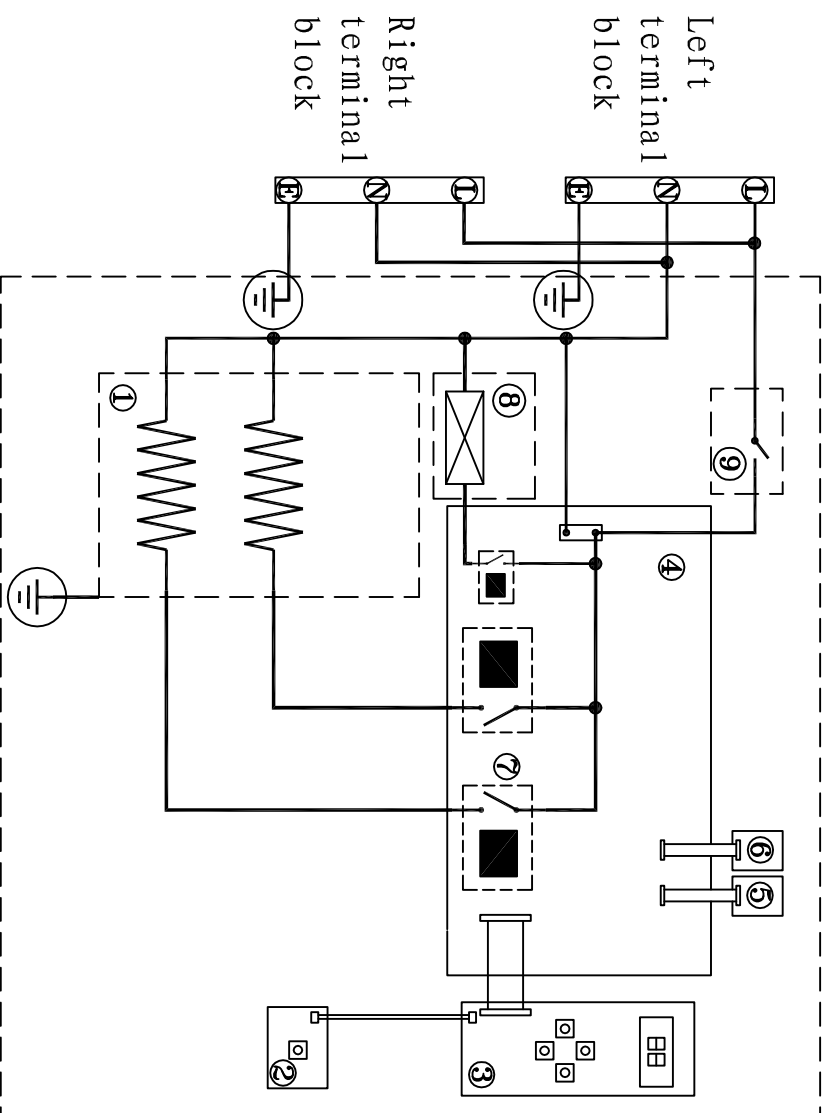 Left
terminal
block
L
N
E
Right
terminal
block
L
N
E
①
②
③
④
⑤
⑥
⑦
⑧
⑨